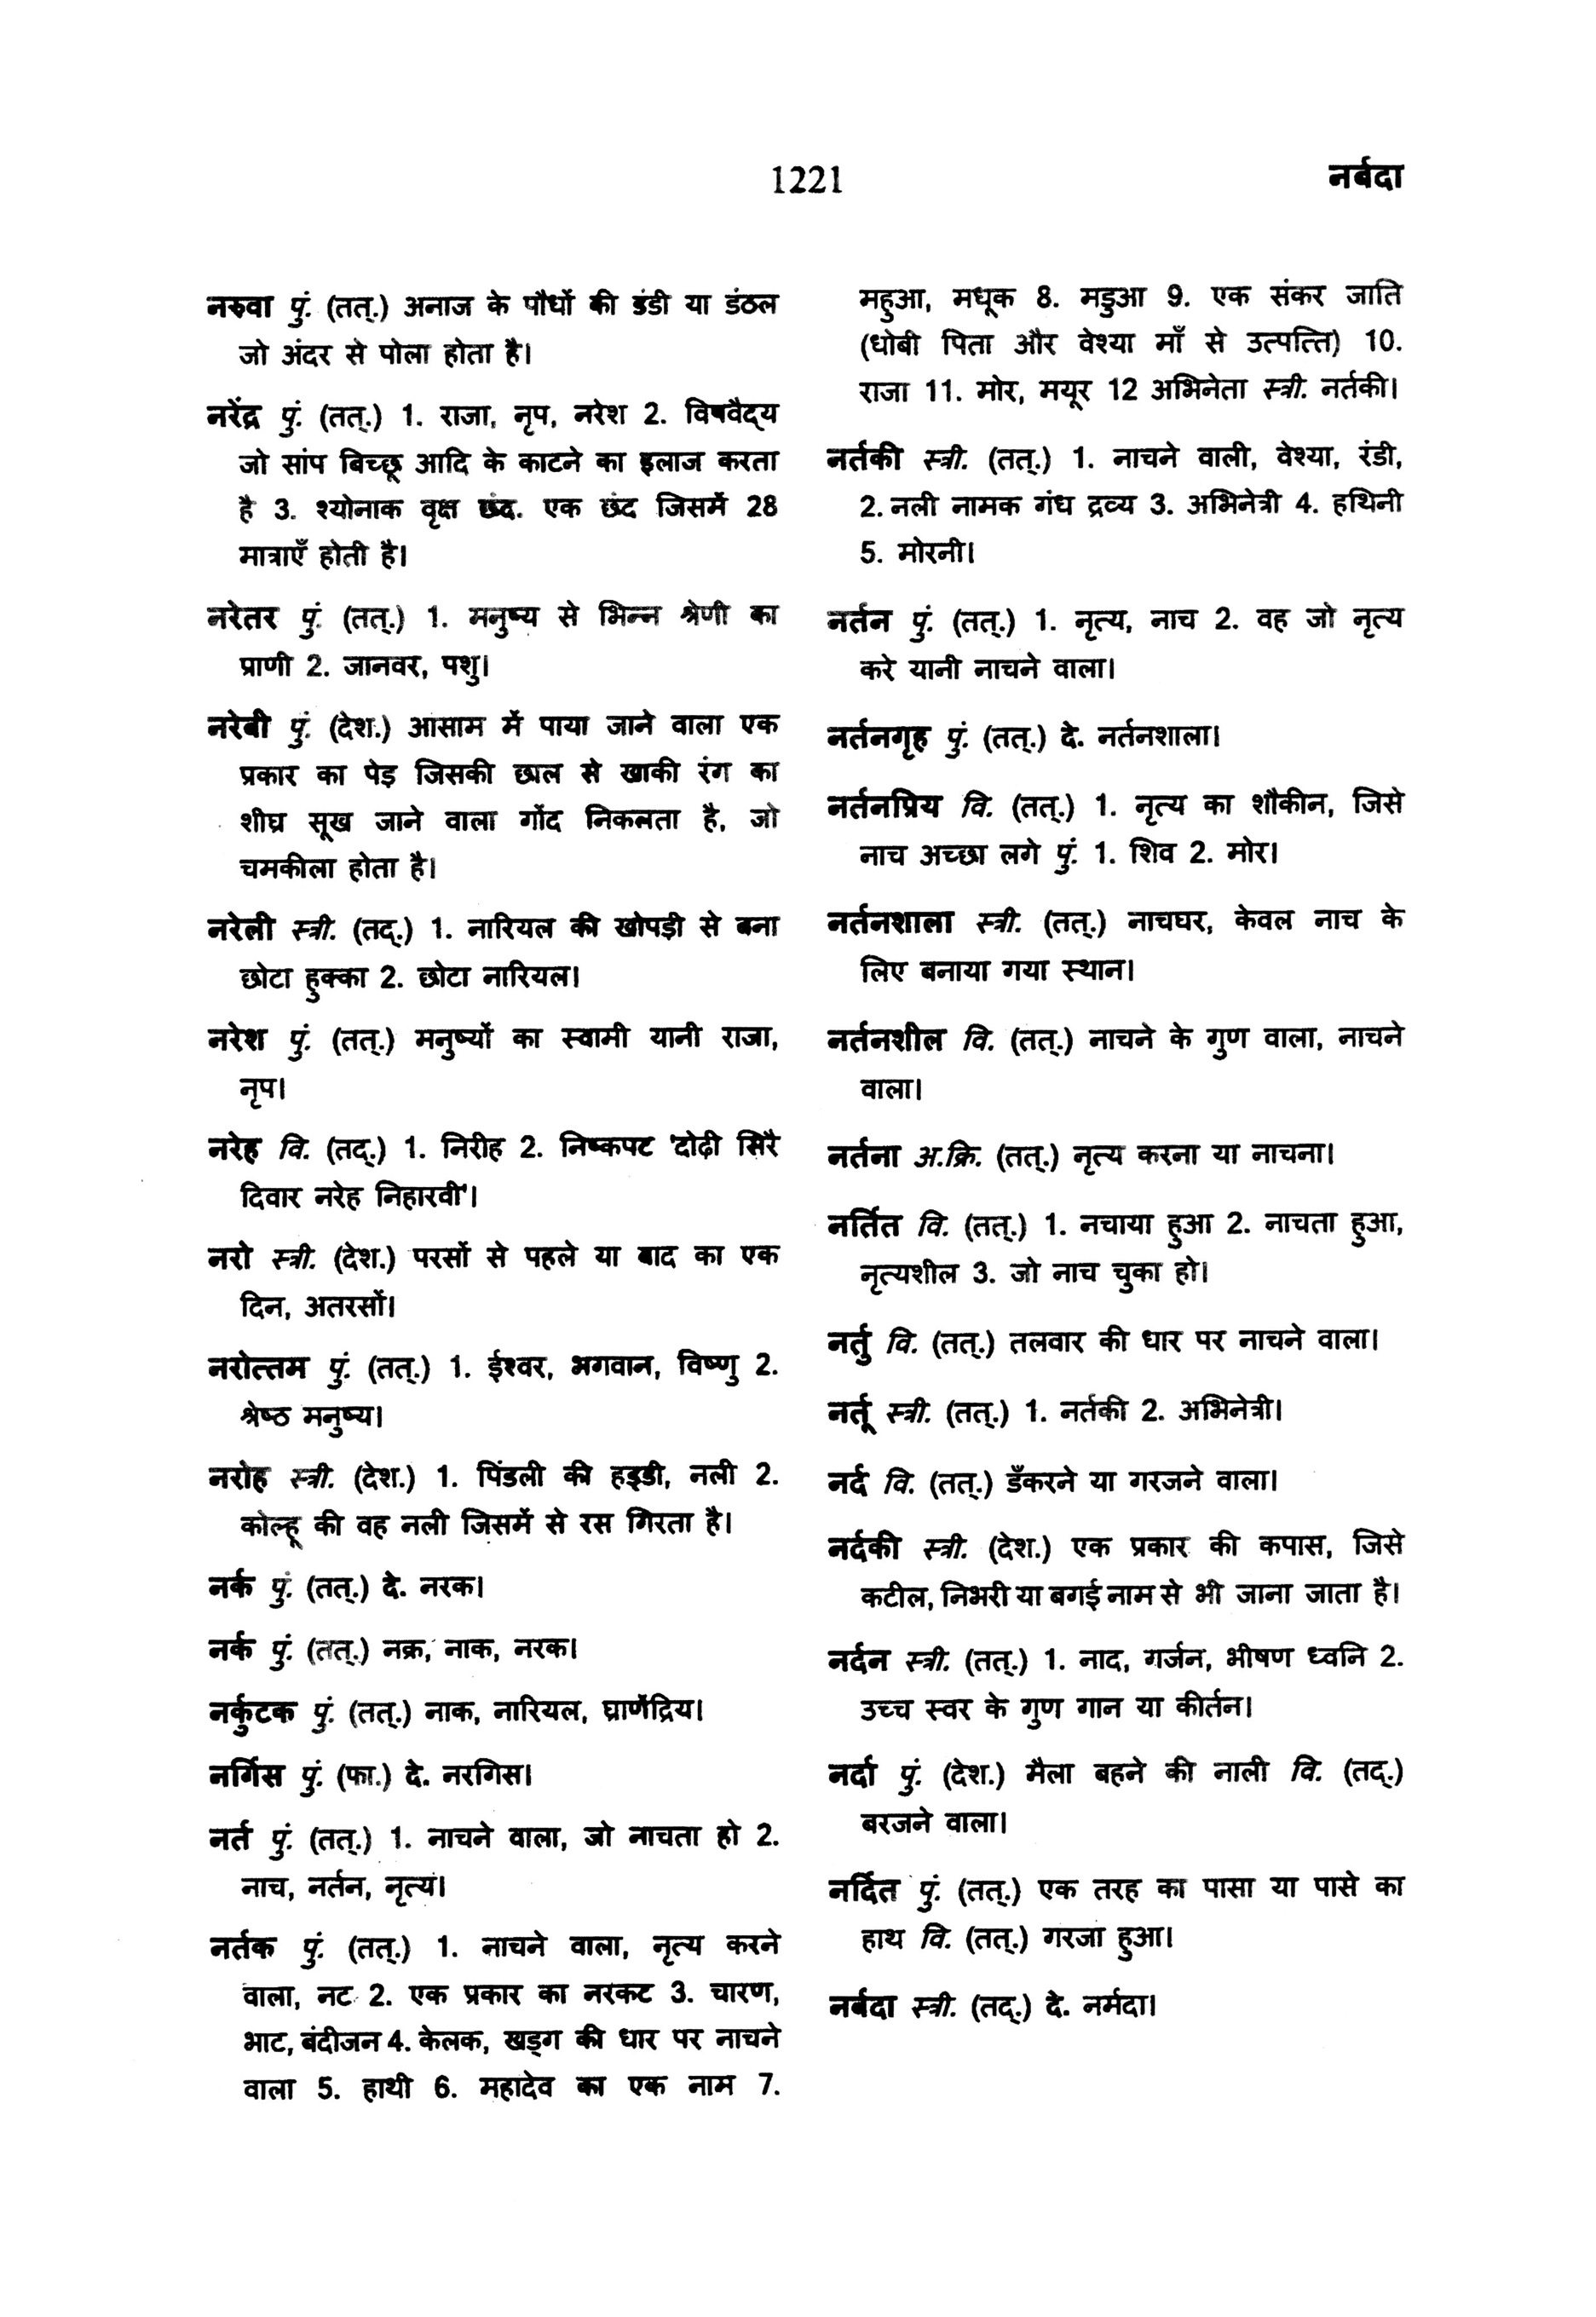 1221
नर्बदा
नरुवा पुं. (तत्.) अनाज के पौधों की डंडी या डंठल
जो अंदर से पोला होता है।
नरेंद्र पुं. (तत्.) 1. राजा, नृप, नरेश 2. विषवैद्य
जो सांप बिच्छू आदि के काटने का इलाज करता
है 3. श्योनाक वृक्ष छंद. एक छंद जिसमें 28
मात्राएँ होती है।
नरेतर पुं. (तत्.) 1. मनुष्य से भिन्न श्रेणी का
प्राणी 2. जानवर, पशु।
नरेबी पुं. (देश.) आसाम में पाया जाने वाला एक
प्रकार का पेड़ जिसकी छाल से खाकी रंग का
शीघ्र सूख जाने वाला गोंद निकलता है, जो
चमकीला होता है।
नरेली स्त्री. (तद्.) 1. नारियल की खोपड़ी से बना
छोटा हुक्का 2. छोटा नारियल।
नरेश पुं. (तत्.) मनुष्यों का स्वामी यानी राजा,
नृप।
नरेह वि. (तद्.) 1. निरीह 2. निष्कपट 'दोढ़ी सिरै
दिवार नरेह निहारवी'।
नरो स्त्री. (देश.) परसों से पहले या बाद का एक
दिन, अतरसों।
नरोत्तम पुं. (तत्.) 1. ईश्वर, भगवान, विष्णु 2.
श्रेष्ठ मनुष्य।
नरोह स्त्री. (देश.) 1. पिंडली की हड्डी, नली 2.
कोल्हू की वह नली जिसमें से रस गिरता है।
नर्क पुं. (तत्.) दे. नरक।
नर्क पुं. (तत्.) नक्र, नाक, नरक।
नर्कुटक पुं. (तत्.) नाक, नारियल, घ्राणेंद्रिय।
नर्गिस पुं. (फा.) दे. नरगिस।
नर्त पुं. (तत्.) 1. नाचने वाला, जो नाचता हो 2.
नाच, नर्तन, नृत्य।
नर्तक पुं. (तत्.) 1. नाचने वाला, नृत्य करने
वाला, नट 2. एक प्रकार का नरकट 3. चारण,
भाट, बंदीजन 4. केलक, खड्ग की धार पर नाचने
वाला 5. हाथी 6. महादेव का एक नाम 7.
महुआ, मधूक 8. मडुआ 9. एक संकर जाति
(धोबी पिता और वेश्या माँ से उत्पत्ति) 10.
राजा 11. मोर, मयूर 12 अभिनेता स्त्री. नर्तकी।
नर्तकी स्त्री. (तत्.) 1. नाचने वाली, वेश्या, रंडी,
2. नली नामक गंध द्रव्य 3. अभिनेत्री 4. हथिनी
5. मोरनी।
नर्तन पुं. (तत्.) 1. नृत्य, नाच 2. वह जो नृत्य
करे यानी नाचने वाला।
नर्तनगृह पुं. (तत्.) दे. नर्तनशाला।
नर्तनप्रिय वि. (तत्.) 1. नृत्य का शौकीन, जिसे
नाच अच्छा लगे पुं. 1. शिव 2. मोर।
नर्तनशाला स्त्री. (तत्.) नाचघर, केवल नाच के
लिए बनाया गया स्थान।
नर्तनशील वि. (तत्.) नाचने के गुण वाला, नाचने
वाला।
नर्तना अ.क्रि. (तत्.) नृत्य करना या नाचना।
नर्तित वि. (तत्.) 1. नचाया हुआ 2. नाचता हुआ,
नृत्यशील 3. जो नाच चुका हो।
नर्तु वि. (तत्.) तलवार की धार पर नाचने वाला।
नर्तू स्त्री. (तत्.) 1. नर्तकी 2. अभिनेत्री।
नर्द वि. (तत्.) डँकरने या गरजने वाला।
नर्दकी स्त्री. (देश.) एक प्रकार की कपास, जिसे
कटील, निभरी या बगई नाम से भी जाना जाता है।
नर्दन स्त्री. (तत्.) 1. नाद, गर्जन, भीषण ध्वनि 2.
उच्च स्वर के गुण गान या कीर्तन।
नर्दा पुं. (देश.) मैला बहने की नाली वि. (तद्.)
बरजने वाला।
नर्दित पुं. (तत्.) एक तरह का पासा या पासे का
हाथ वि. (तत्.) गरजा हुआ।
नर्बदा स्त्री. (तद्.) दे. नर्मदा।